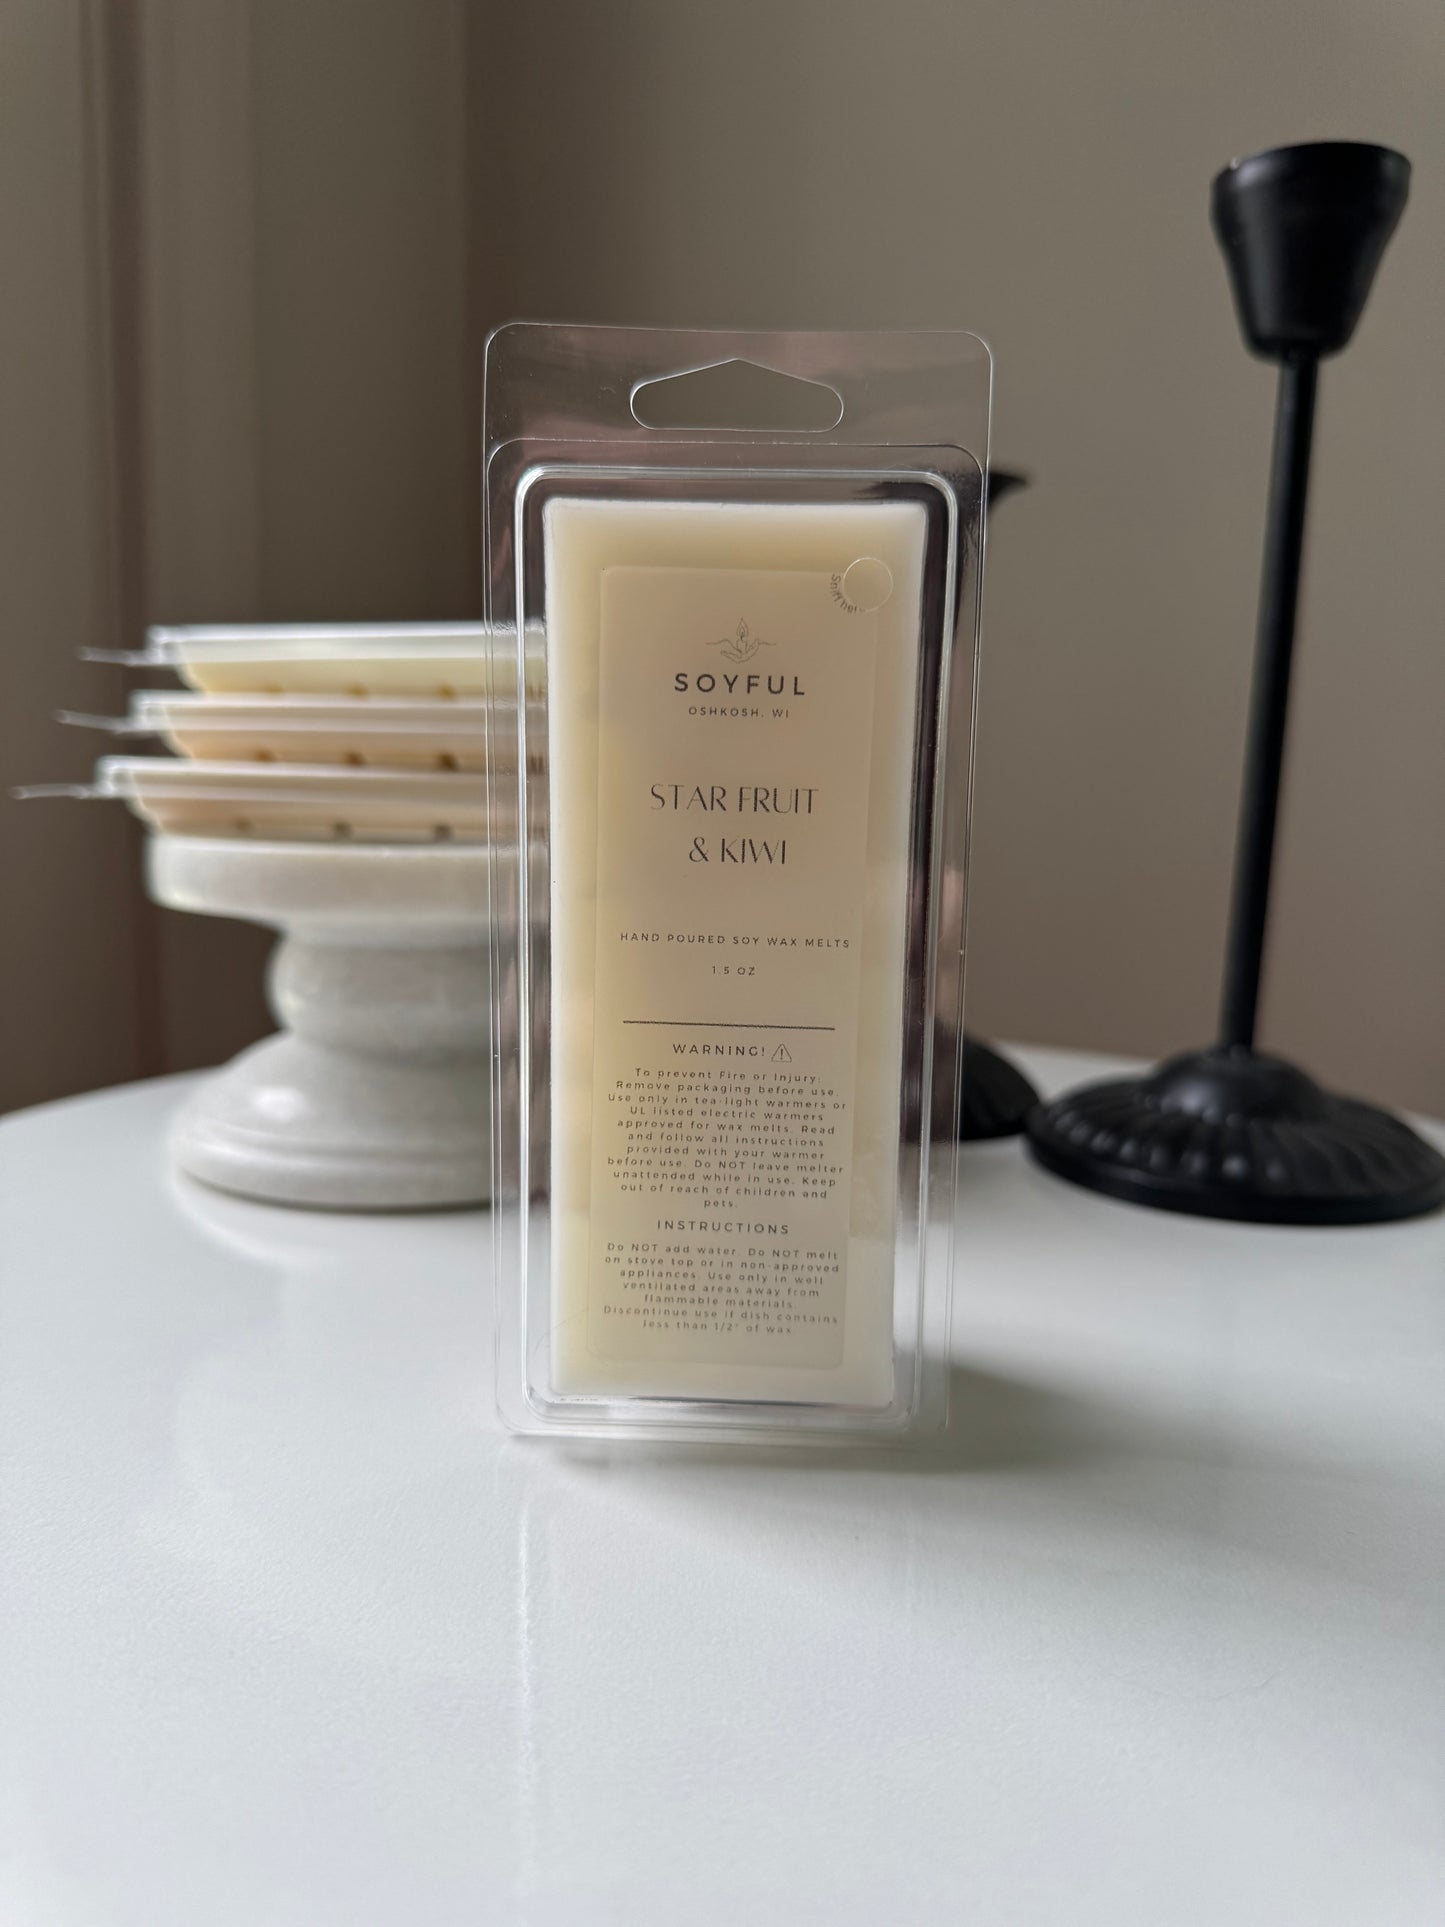 Sniff her
SOYFUL
OSHKOSH, WI
STAR FRUIT
& KIWI
HAND POURED SOY WAX MELTS
1.5 OZ
WARNING!
To prevent Fire or Injury:
Remove packaging before use.
Use only in tea-light warmers or
UL listed electric warmers
approved for wax melts. Read
and follow all instructions
provided with your warmer
before use. Do NOT leave melter
unattended while in use. Keep
out of reach of children and
pets.
INSTRUCTIONS
Do NOT add water. Do NOT melt
on stove top or in non-approved
appliances. Use only in well
ventilated areas away from
flammable materials.
Discontinue use if dish contains
less than 1/2" of wax